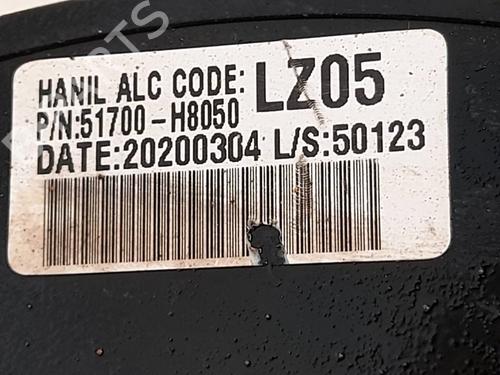 HANIL ALC CODE: LZ05
P/N:51700-H8050
DATE:20200304 L/S:50123